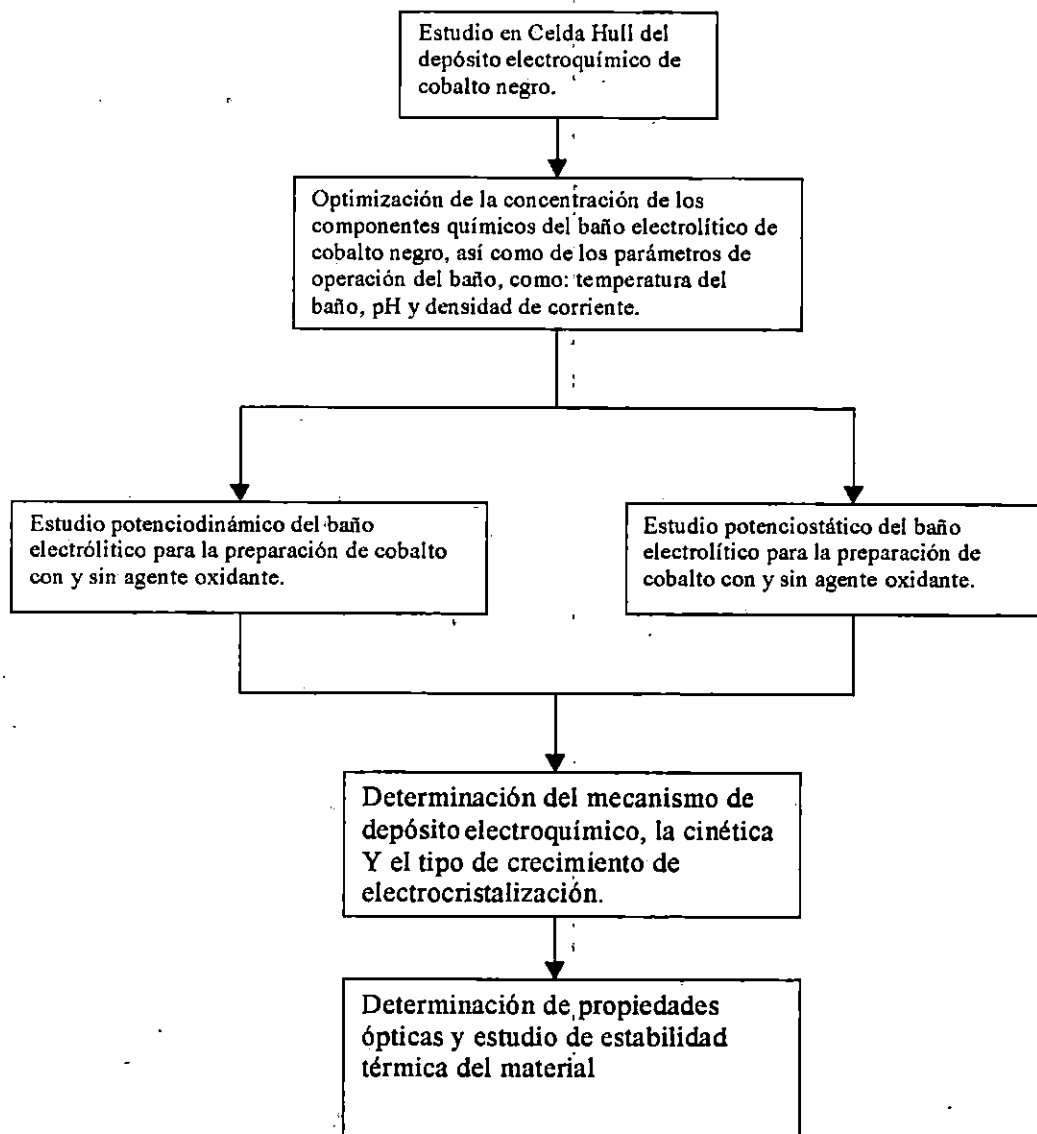 Estudio en Celda Hull del
depósito electroquímico de
cobalto negro.
Optimización de la concentración de los
componentes químicos del baño electrolítico de
cobalto negro, así como de los parámetros de
operación del baño, como: temperatura del
baño, pH y densidad de corriente.
Estudio potenciodinámico del baño
electrólitico para la preparación de cobalto
con y sin agente oxidante.
Estudio potenciostático del baño
electrolítico para la preparación de
cobalto con y sin agente oxidante.
Determinación del mecanismo de
depósito electroquímico, la cinética
Y el tipo de crecimiento de
electrocristalización.
Determinación de propiedades
ópticas y estudio de estabilidad
térmica del material